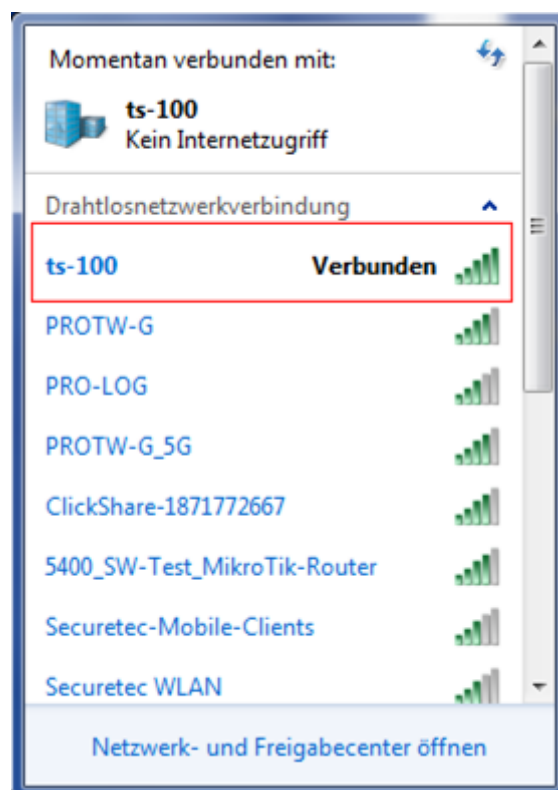 Momentan verbunden mit:
ts-100
Kein Internetzugriff
Drahtlosnetzwerkverbindung
ts-100 Verbunden
PROTW-G
PRO-LOG
PROTW-G_5G
ClickShare-1871772667
5400_SW-Test_MikroTik-Router
Securetec-Mobile-Clients
Securetec WLAN
Netzwerk- und Freigabecenter öffnen